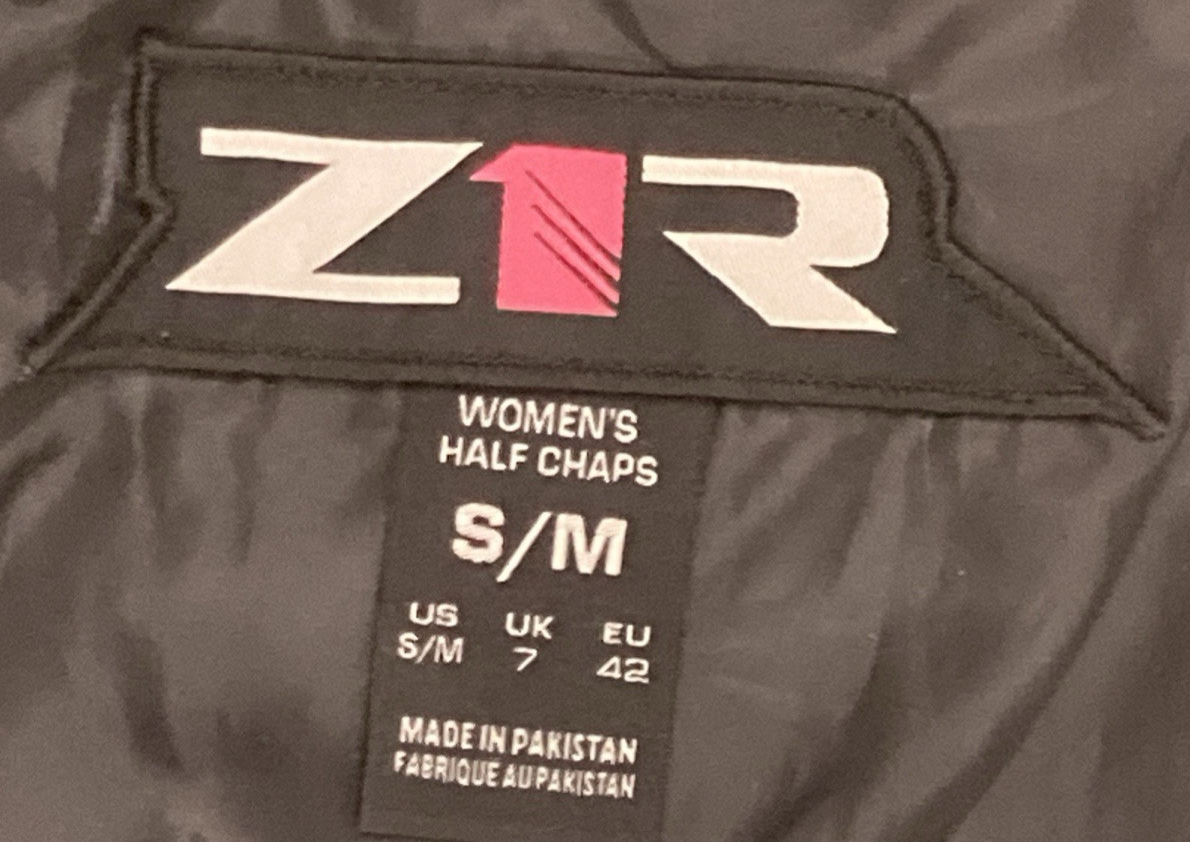 Z1R
WOMEN'S
HALF CHAPS
S/M
US UK EU
S/M 7 42
MADE IN PAKISTAN
FABRIQUE AU PAKISTAN